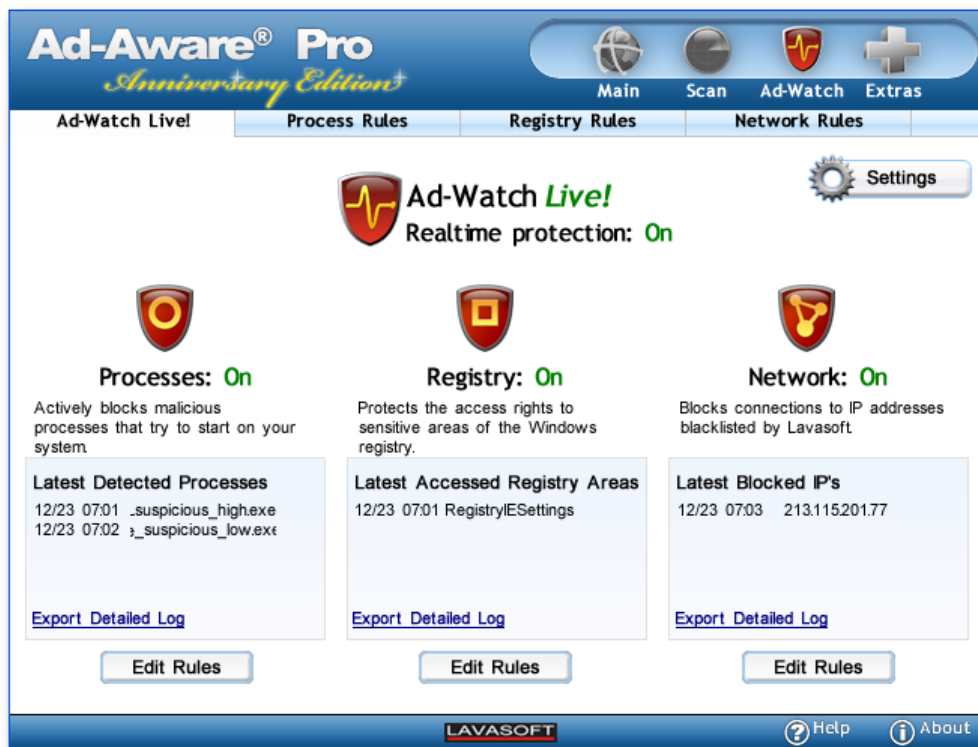 Ad-Aware® Pro
Anniversary Edition
Main Scan Ad-Watch Extras
Ad-Watch Live! Process Rules Registry Rules Network Rules
Settings
Ad-Watch Live!
Realtime protection: On
Processes: On
Actively blocks malicious
processes that try to start on your
system.
Latest Detected Processes
12/23 07:01 _suspicious_high.exe
12/23 07:02 _suspicious_low.exe
Export Detailed Log
Edit Rules
Registry: On
Protects the access rights to
sensitive areas of the Windows
registry.
Latest Accessed Registry Areas
12/23 07:01 RegistryIESettings
Export Detailed Log
Edit Rules
Network: On
Blocks connections to IP addresses
blacklisted by Lavasoft.
Latest Blocked IP's
12/23 07:03 213.115.201.77
Export Detailed Log
Edit Rules
LAVASOFT
Help
About